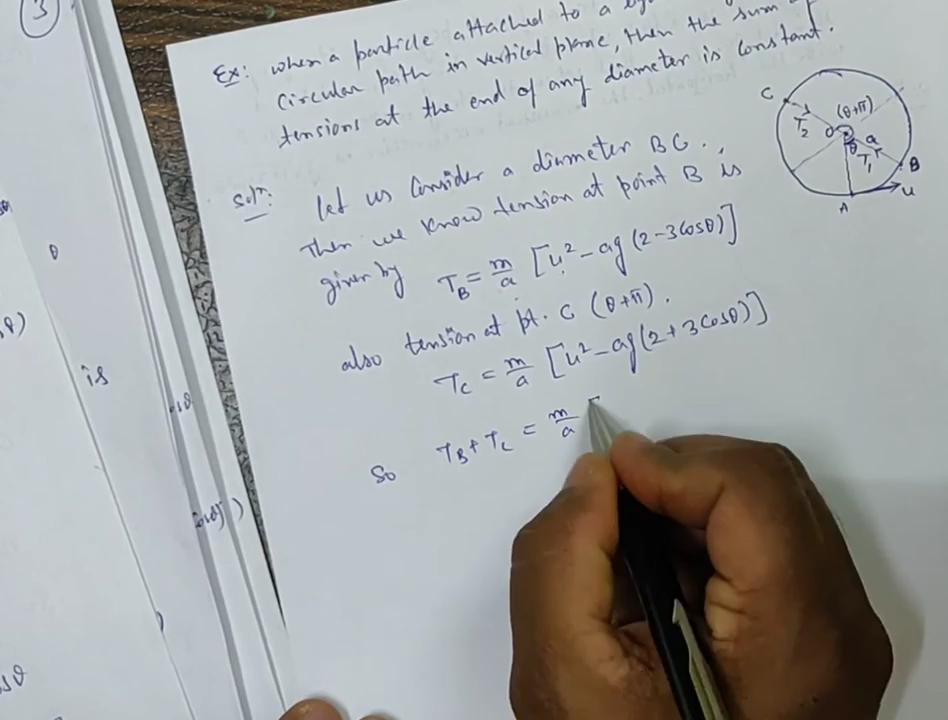 3
Ex: when a particle attached to a
circular path in vertical plane, then the sum
tensions at the end of any diameter is constant.
Solⁿ: let us consider a diameter BC.,
Then we know tension at point B is
given by T_B = m/a [u² - ag(2-3cosθ)]
also tension at pt. C (θ+π).
T_C = m/a [u² - ag(2+3cosθ)]
So T_B + T_C = m/a [
C
T₂
(θ+π)
O
θ
a
T₁
B
A
u
θ
is